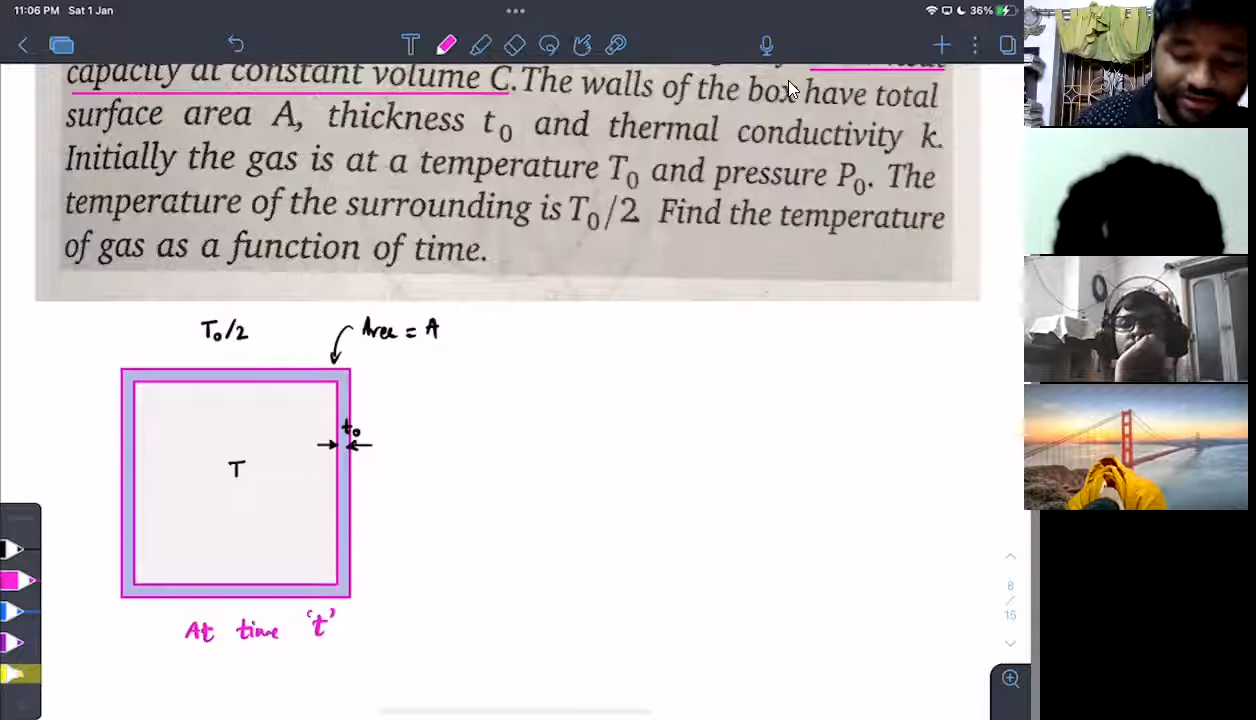 11:06 PM Sat 1 Jan
36%
capacity at constant volume C. The walls of the box have total
surface area A, thickness t₀ and thermal conductivity k.
Initially the gas is at a temperature T₀ and pressure P₀. The
temperature of the surrounding is T₀/2 Find the temperature
of gas as a function of time.
T₀/2
Area = A
t₀
T
At time 't'
8
/
15